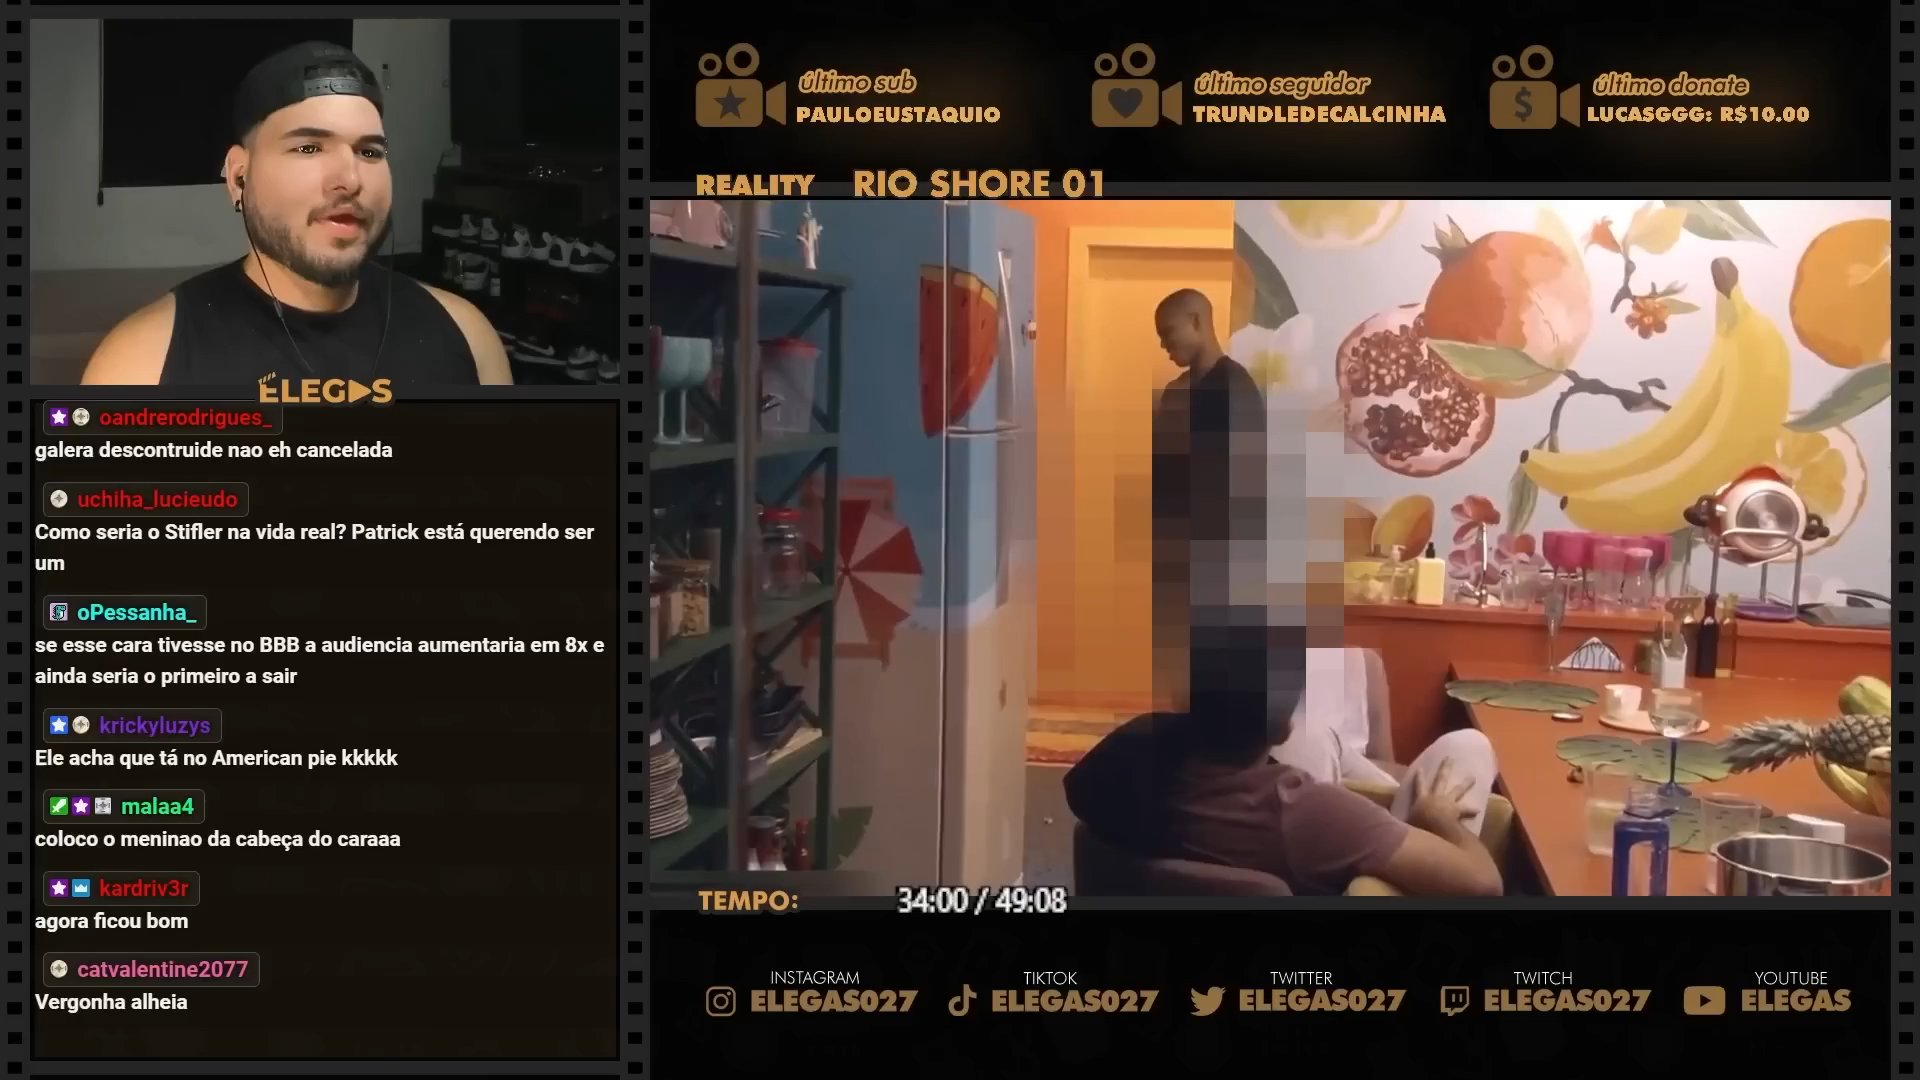 último sub
PAULOEUSTAQUIO
último seguidor
TRUNDLEDECALCINHA
último donate
LUCASGGG: R$10.00
REALITY RIO SHORE 01
ELEGAS
oandrerodrigues_
galera descontruide nao eh cancelada
uchiha_lucieudo
Como seria o Stifler na vida real? Patrick está querendo ser
um
oPessanha_
se esse cara tivesse no BBB a audiencia aumentaria em 8x e
ainda seria o primeiro a sair
krickyluzys
Ele acha que tá no American pie kkkkk
malaa4
coloco o meninao da cabeça do caraaa
kardriv3r
agora ficou bom
catvalentine2077
Vergonha alheia
TEMPO: 34:00 / 49:08
INSTAGRAM
ELEGAS027
TIKTOK
ELEGAS027
TWITTER
ELEGAS027
TWITCH
ELEGAS027
YOUTUBE
ELEGAS